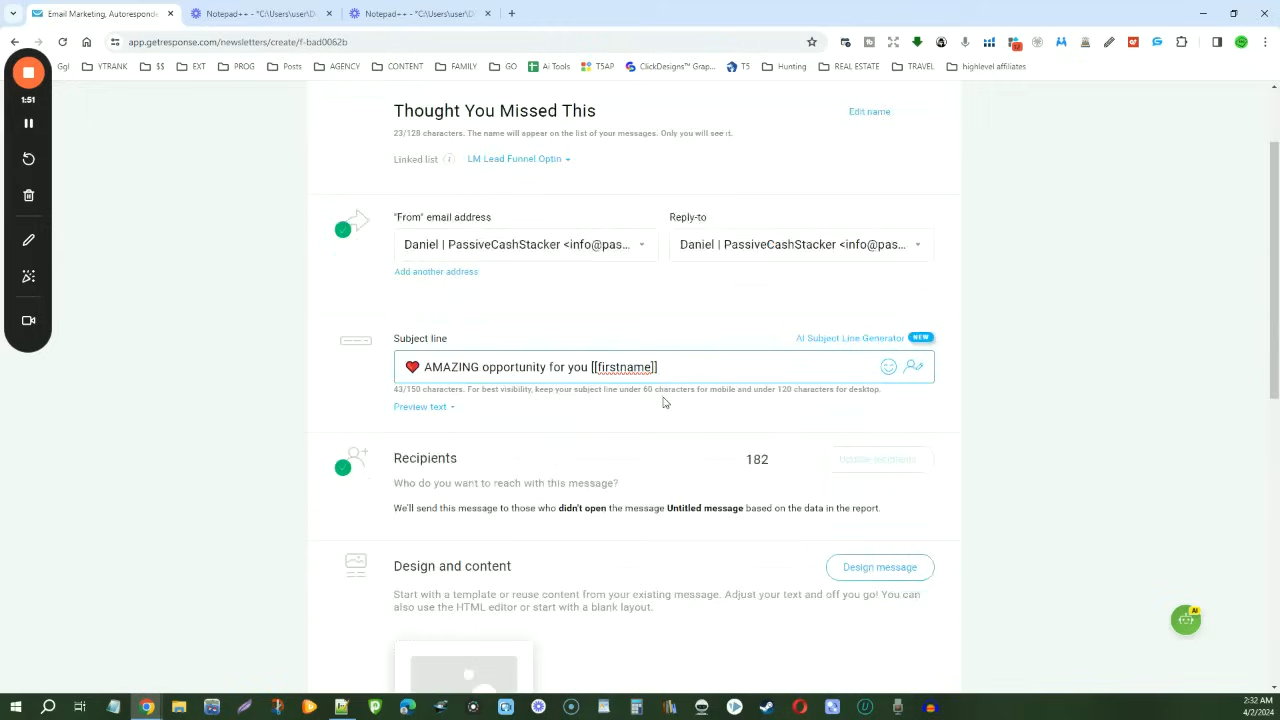 Email Marketing, Autoresponde
Notepad++ - *C:\Users\user\D
Notepad++ - *C:\Users\user\D
app.getresponse.com/newsletters/create/f-bad0062b
Ggl
YTRANK
$$
EXT
PROG
Posts
AGENCY
CONTENT
FAMILY
GO
Ai Tools
T5AP
ClickDesigns™ Grap...
T5
Hunting
REAL ESTATE
TRAVEL
highlevel affiliates
1:51
Thought You Missed This
Edit name
23/128 characters. The name will appear on the list of your messages. Only you will see it.
Linked list
LM Lead Funnel Optin
"From" email address
Reply-to
Daniel | PassiveCashStacker <info@pas...
Daniel | PassiveCashStacker <info@pas...
Add another address
Subject line
AI Subject Line Generator NEW
❤️ AMAZING opportunity for you [[firstname]]
43/150 characters. For best visibility, keep your subject line under 60 characters for mobile and under 120 characters for desktop.
Preview text
Recipients
182
Who do you want to reach with this message?
We'll send this message to those who didn't open the message Untitled message based on the data in the report.
Design and content
Design message
Start with a template or reuse content from your existing message. Adjust your text and off you go! You can
also use the HTML editor or start with a blank layout.
AI
2:32 AM
4/2/2024